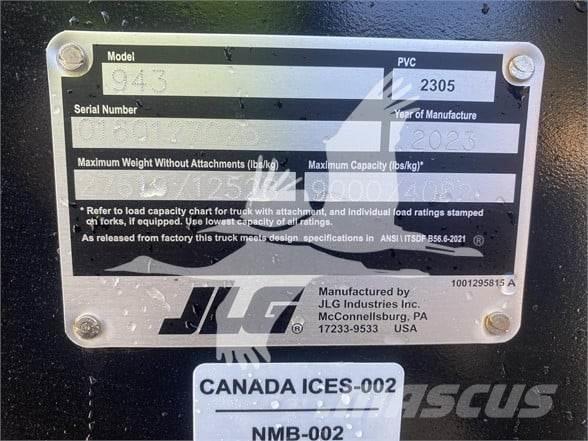 Model
PVC
943
2305
Serial Number
Year of Manufacture
2023
Maximum Weight Without Attachments (lbs/kg)
Maximum Capacity (lbs/kg)*
* Refer to load capacity chart for truck with attachment, and individual load ratings stamped
on forks, if equipped. Use lowest capacity of all ratings.
As released from factory this truck meets design specifications in ANSI \ ITSDF B56.6-2021 ®
JLG ®
Manufactured by
JLG Industries Inc.
McConnellsburg, PA
17233-9533 USA
1001295815 A
CANADA ICES-002
NMB-002
Mascus